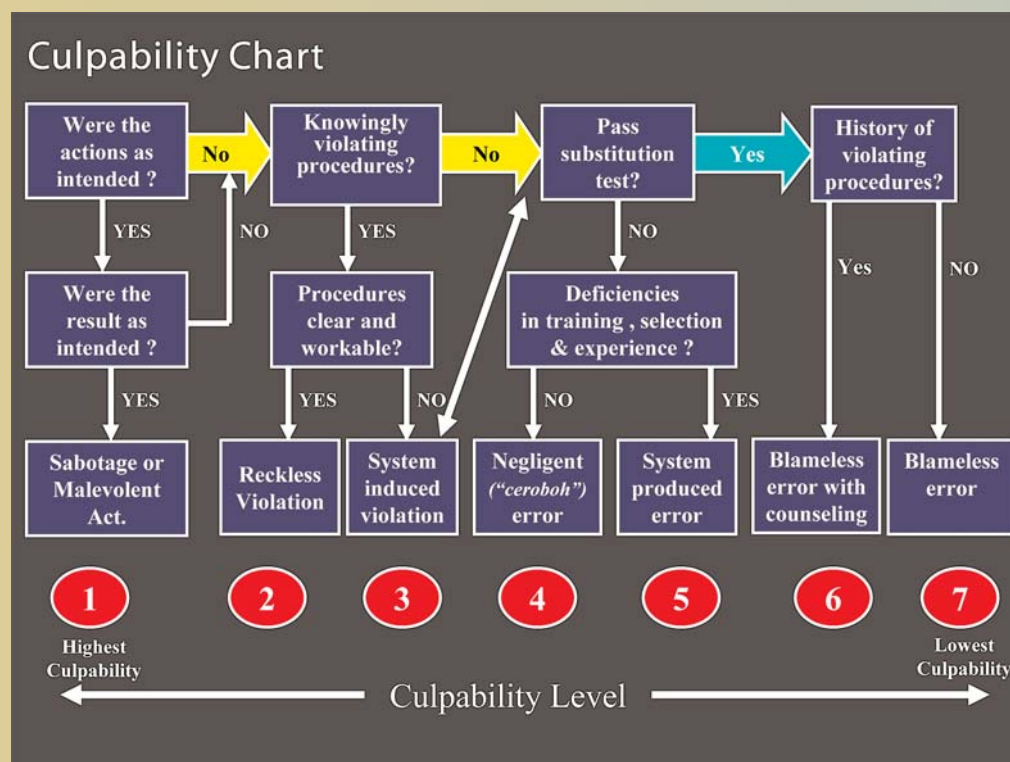 Culpability Chart
Were the
actions as
intended ?
No
Knowingly
violating
procedures?
No
Pass
substitution
test?
Yes
History of
violating
procedures?
YES
NO
YES
NO
Yes
NO
Were the
result as
intended ?
Procedures
clear and
workable?
Deficiencies
in training , selection
& experience ?
YES
YES
NO
NO
YES
Sabotage or
Malevolent
Act.
Reckless
Violation
System
induced
violation
Negligent
("ceroboh")
error
System
produced
error
Blameless
error with
counseling
Blameless
error
1
2
3
4
5
6
7
Highest
Culpability
Lowest
Culpability
Culpability Level